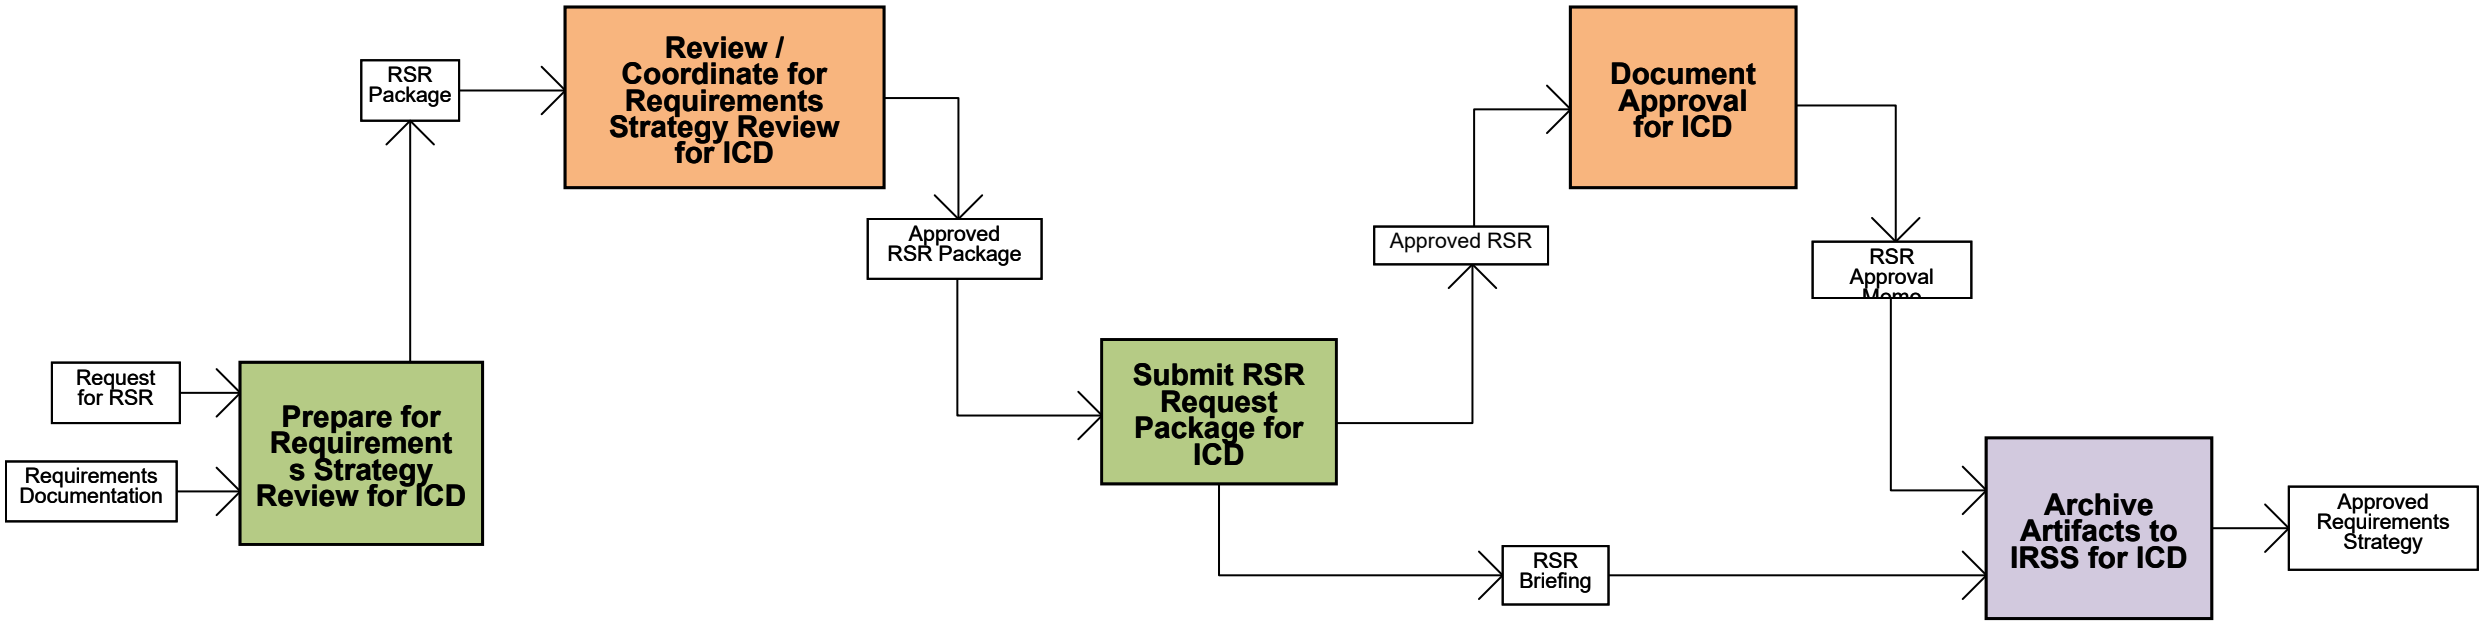 RSR
Package
Review /
Coordinate for
Requirements
Strategy Review
for ICD
Approved
RSR Package
Document
Approval
for ICD
Approved RSR
RSR
Approval
Memo
Request
for RSR
Requirements
Documentation
Prepare for
Requirement
s Strategy
Review for ICD
Submit RSR
Request
Package for
ICD
RSR
Briefing
Archive
Artifacts to
IRSS for ICD
Approved
Requirements
Strategy